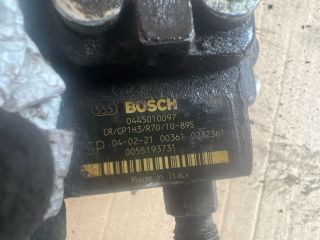 BOSCH
0445010097
CR/CP1H3/R70/10-89S
SP 04-02-21 00361 0232361
0055193731
Made in Italy